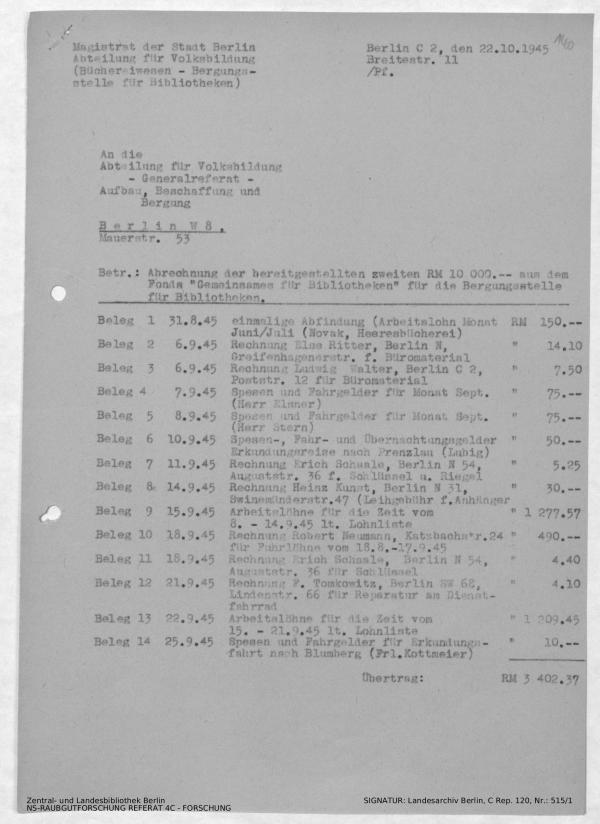 140
Magistrat der Stadt Berlin
Abteilung für Volksbildung
(Büchereiwesen - Bergungs-
stelle für Bibliotheken)
Berlin C 2, den 22.10.1945
Breitestr. 11
/Pf.
An die
Abteilung für Volksbildung
- Generalreferat -
Aufbau, Beschaffung und
Bergung
Berlin W 8,
Mauerstr. 53
Betr.: Abrechnung der bereitgestellten zweiten RM 10 000.-- aus dem
Fonds "Gemeinsames für Bibliotheken" für die Bergungsstelle
für Bibliotheken.
Beleg 1 31.8.45 einmalige Abfindung (Arbeitslohn Monat RM 150.--
Juni/Juli (Novak, Heeresbücherei)
Beleg 2 6.9.45 Rechnung Else Ritter, Berlin N, " 14.10
Greifenhagenerstr. f. Büromaterial
Beleg 3 6.9.45 Rechnung Ludwig Walter, Berlin C 2, " 7.50
Poststr. 12 für Büromaterial
Beleg 4 7.9.45 Spesen und Fahrgelder für Monat Sept. " 75.--
(Herr Elsner)
Beleg 5 8.9.45 Spesen und Fahrgelder für Monat Sept. " 75.--
(Herr Stern)
Beleg 6 10.9.45 Spesen-, Fahr- und Übernachtungsgelder " 50.--
Erkundungsreise nach Prenzlau (Lubig)
Beleg 7 11.9.45 Rechnung Erich Schaale, Berlin N 54, " 5.25
Auguststr. 36 f. Schlüssel u. Riegel
Beleg 8 14.9.45 Rechnung Heinz Kunst, Berlin N 31, " 30.--
Swinemünderstr.47 (Leihgebühr f.Anhänger
Beleg 9 15.9.45 Arbeitslöhne für die Zeit vom " 1 277.57
8. - 14.9.45 lt. Lohnliste
Beleg 10 18.9.45 Rechnung Robert Neumann, Katzbachstr.24 " 490.--
für Fuhrlöhne vom 18.8.-17.9.45
Beleg 11 18.9.45 Rechnung Erich Schaale, Berlin N 54, " 4.40
Auguststr. 36 für Schlüssel
Beleg 12 21.9.45 Rechnung F. Tomkowitz, Berlin SW 68, " 4.10
Lindenstr. 66 für Reparatur am Dienst-
fahrrad
Beleg 13 22.9.45 Arbeitslöhne für die Zeit vom " 1 209.45
15. - 21.9.45 lt. Lohnliste
Beleg 14 25.9.45 Spesen und Fahrgelder für Erkundungs- " 10.--
fahrt nach Blumberg (Frl.Kottmeier)
Übertrag: RM 3 402.37
Zentral- und Landesbibliothek Berlin
NS-RAUBGUTFORSCHUNG REFERAT 4C - FORSCHUNG
SIGNATUR: Landesarchiv Berlin, C Rep. 120, Nr.: 515/1